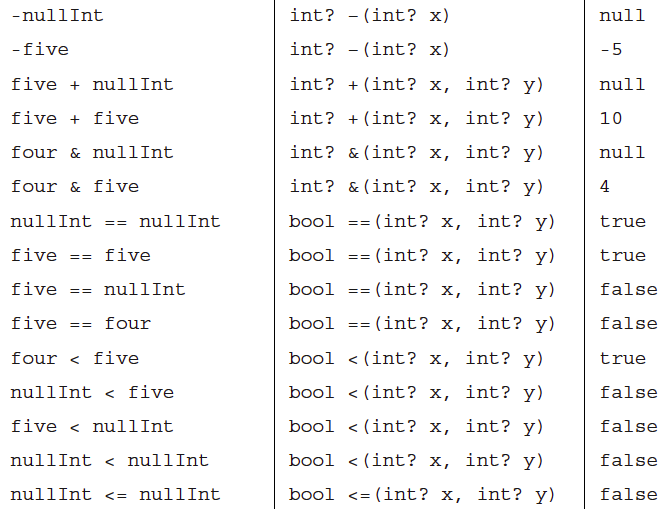 -nullInt int? -(int? x) null
-five int? -(int? x) -5
five + nullInt int? +(int? x, int? y) null
five + five int? +(int? x, int? y) 10
four & nullInt int? &(int? x, int? y) null
four & five int? &(int? x, int? y) 4
nullInt == nullInt bool ==(int? x, int? y) true
five == five bool ==(int? x, int? y) true
five == nullInt bool ==(int? x, int? y) false
five == four bool ==(int? x, int? y) false
four < five bool <(int? x, int? y) true
nullInt < five bool <(int? x, int? y) false
five < nullInt bool <(int? x, int? y) false
nullInt < nullInt bool <(int? x, int? y) false
nullInt <= nullInt bool <=(int? x, int? y) false